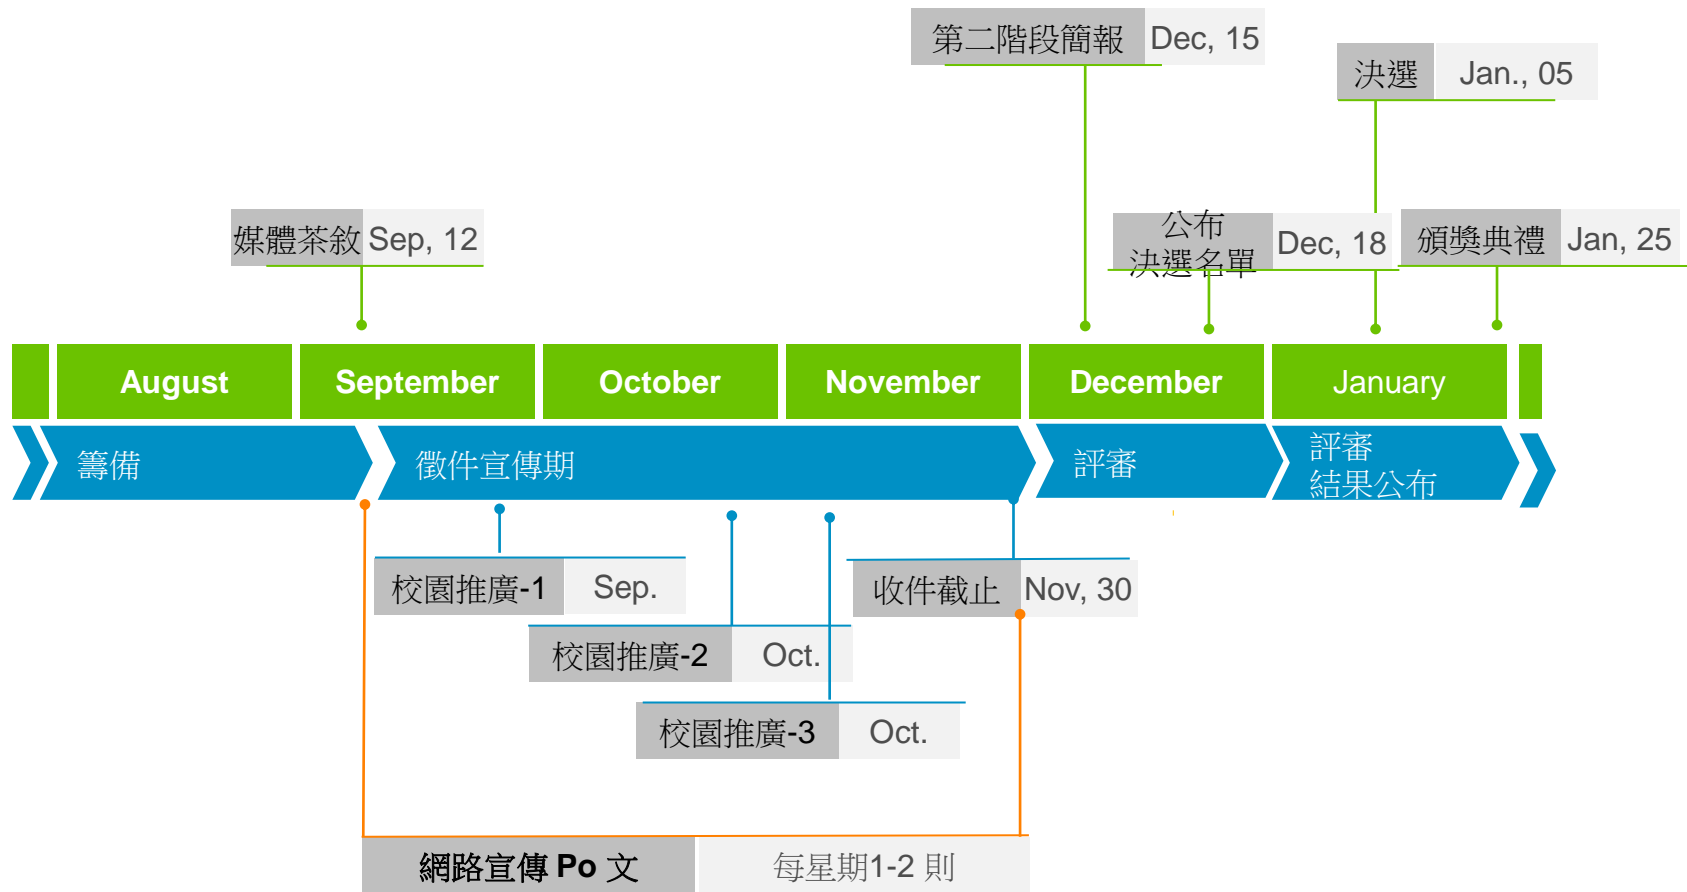 第二階段簡報 Dec, 15
決選 Jan., 05
媒體茶敘 Sep, 12
公布
決選名單 Dec, 18
頒獎典禮 Jan, 25
August September October November December January
籌備 徵件宣傳期 評審 評審
結果公布
校園推廣-1 Sep.
收件截止 Nov, 30
校園推廣-2 Oct.
校園推廣-3 Oct.
網路宣傳 Po 文 每星期1-2 則